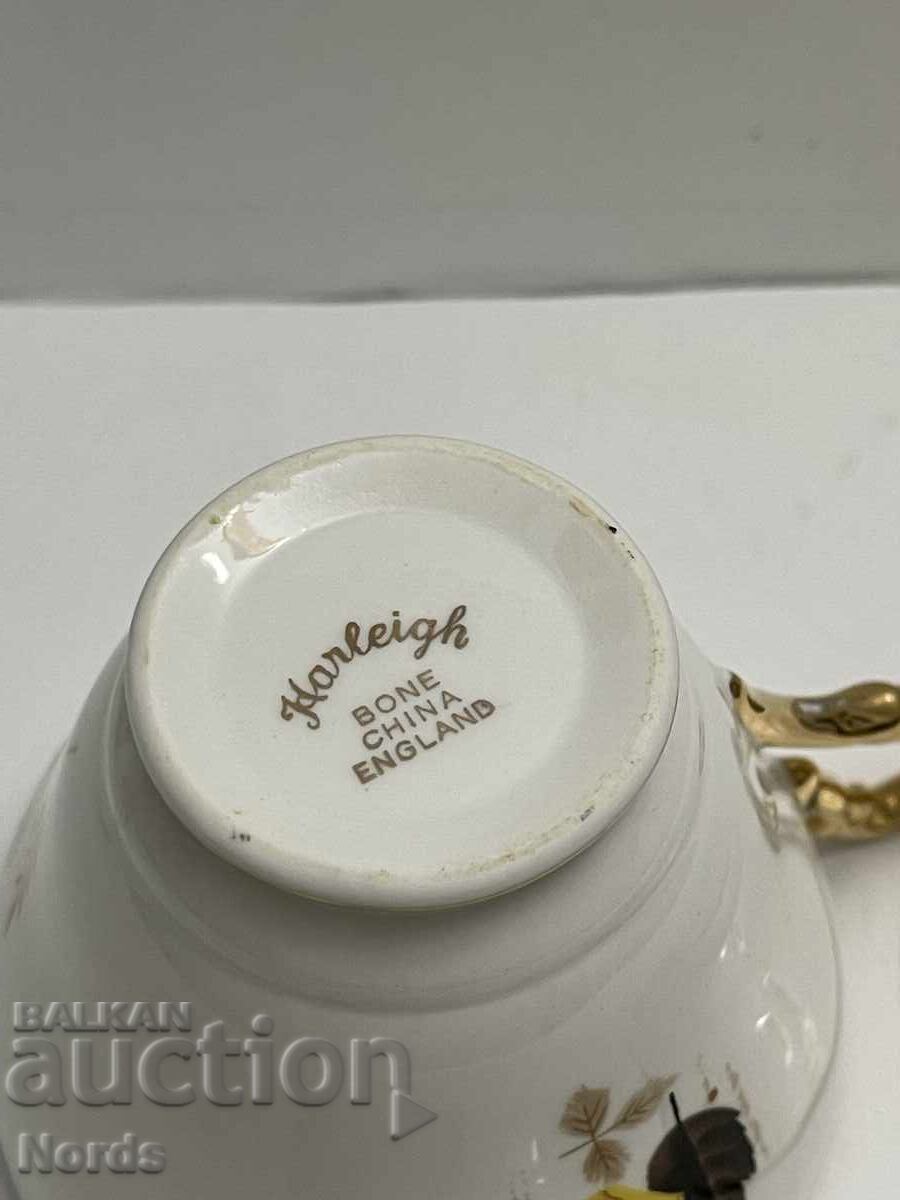 Harleigh
BONE
CHINA
ENGLAND
BALKAN
auction
Nords